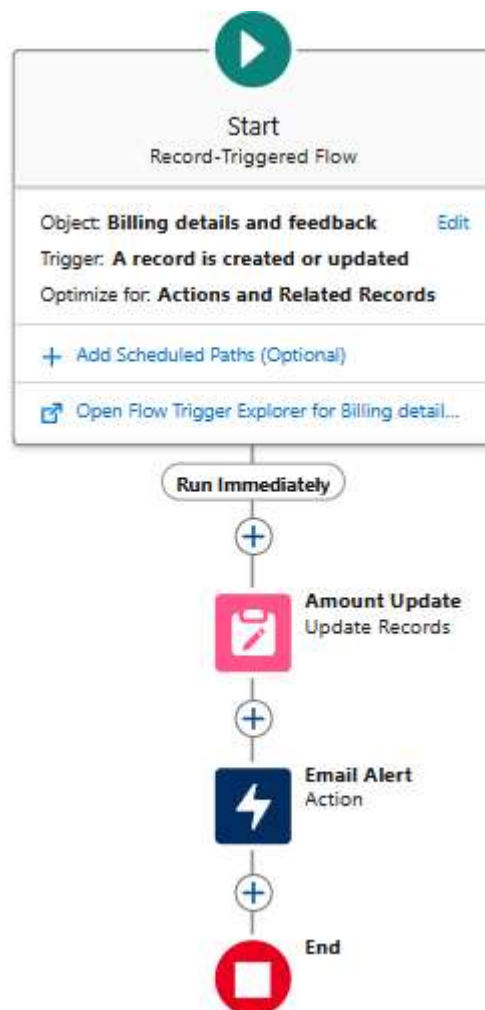 Start
Record-Triggered Flow
Object: Billing details and feedback Edit
Trigger: A record is created or updated
Optimize for: Actions and Related Records
+ Add Scheduled Paths (Optional)
Open Flow Trigger Explorer for Billing detail...
Run Immediately
Amount Update
Update Records
Email Alert
Action
End